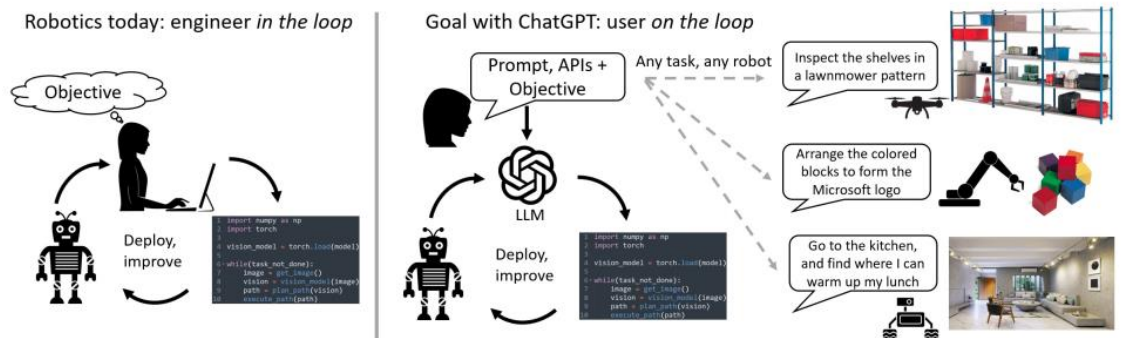 Robotics today: engineer in the loop
Objective
Deploy,
improve
1 import numpy as np
2 import torch
3
4 vision_model = torch.load(model)
5
6 while(task_not_done):
7 image = get_image()
8 vision = vision_model(image)
9 path = plan_path(vision)
10 execute_path(path)
Goal with ChatGPT: user on the loop
Prompt, APIs +
Objective
LLM
Deploy,
improve
1 import numpy as np
2 import torch
3
4 vision_model = torch.load(model)
5
6 while(task_not_done):
7 image = get_image()
8 vision = vision_model(image)
9 path = plan_path(vision)
10 execute_path(path)
Any task, any robot
Inspect the shelves in
a lawnmower pattern
Arrange the colored
blocks to form the
Microsoft logo
Go to the kitchen,
and find where I can
warm up my lunch